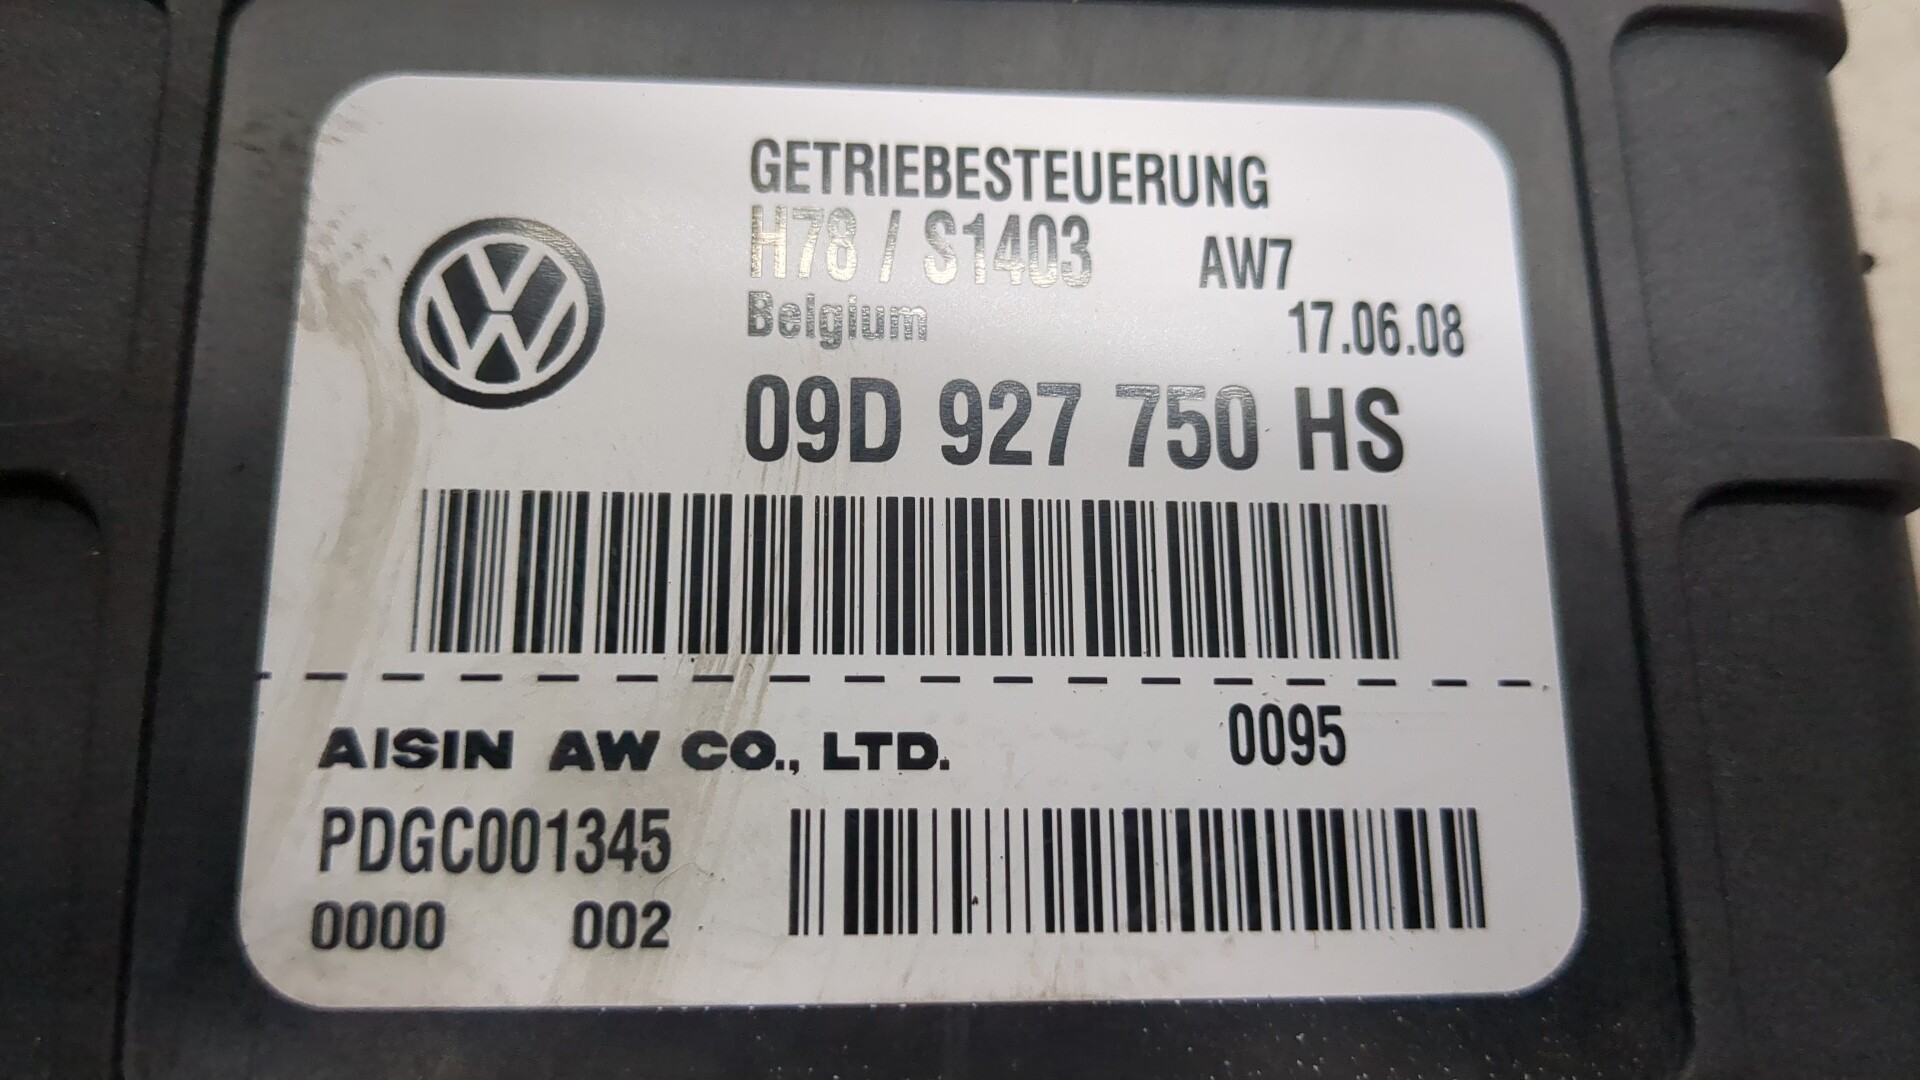 GETRIEBESTEUERUNG
H78 / S1403 AW7
Belgium 17.06.08
09D 927 750 HS
AISIN AW CO., LTD. 0095
PDGC001345
0000 002